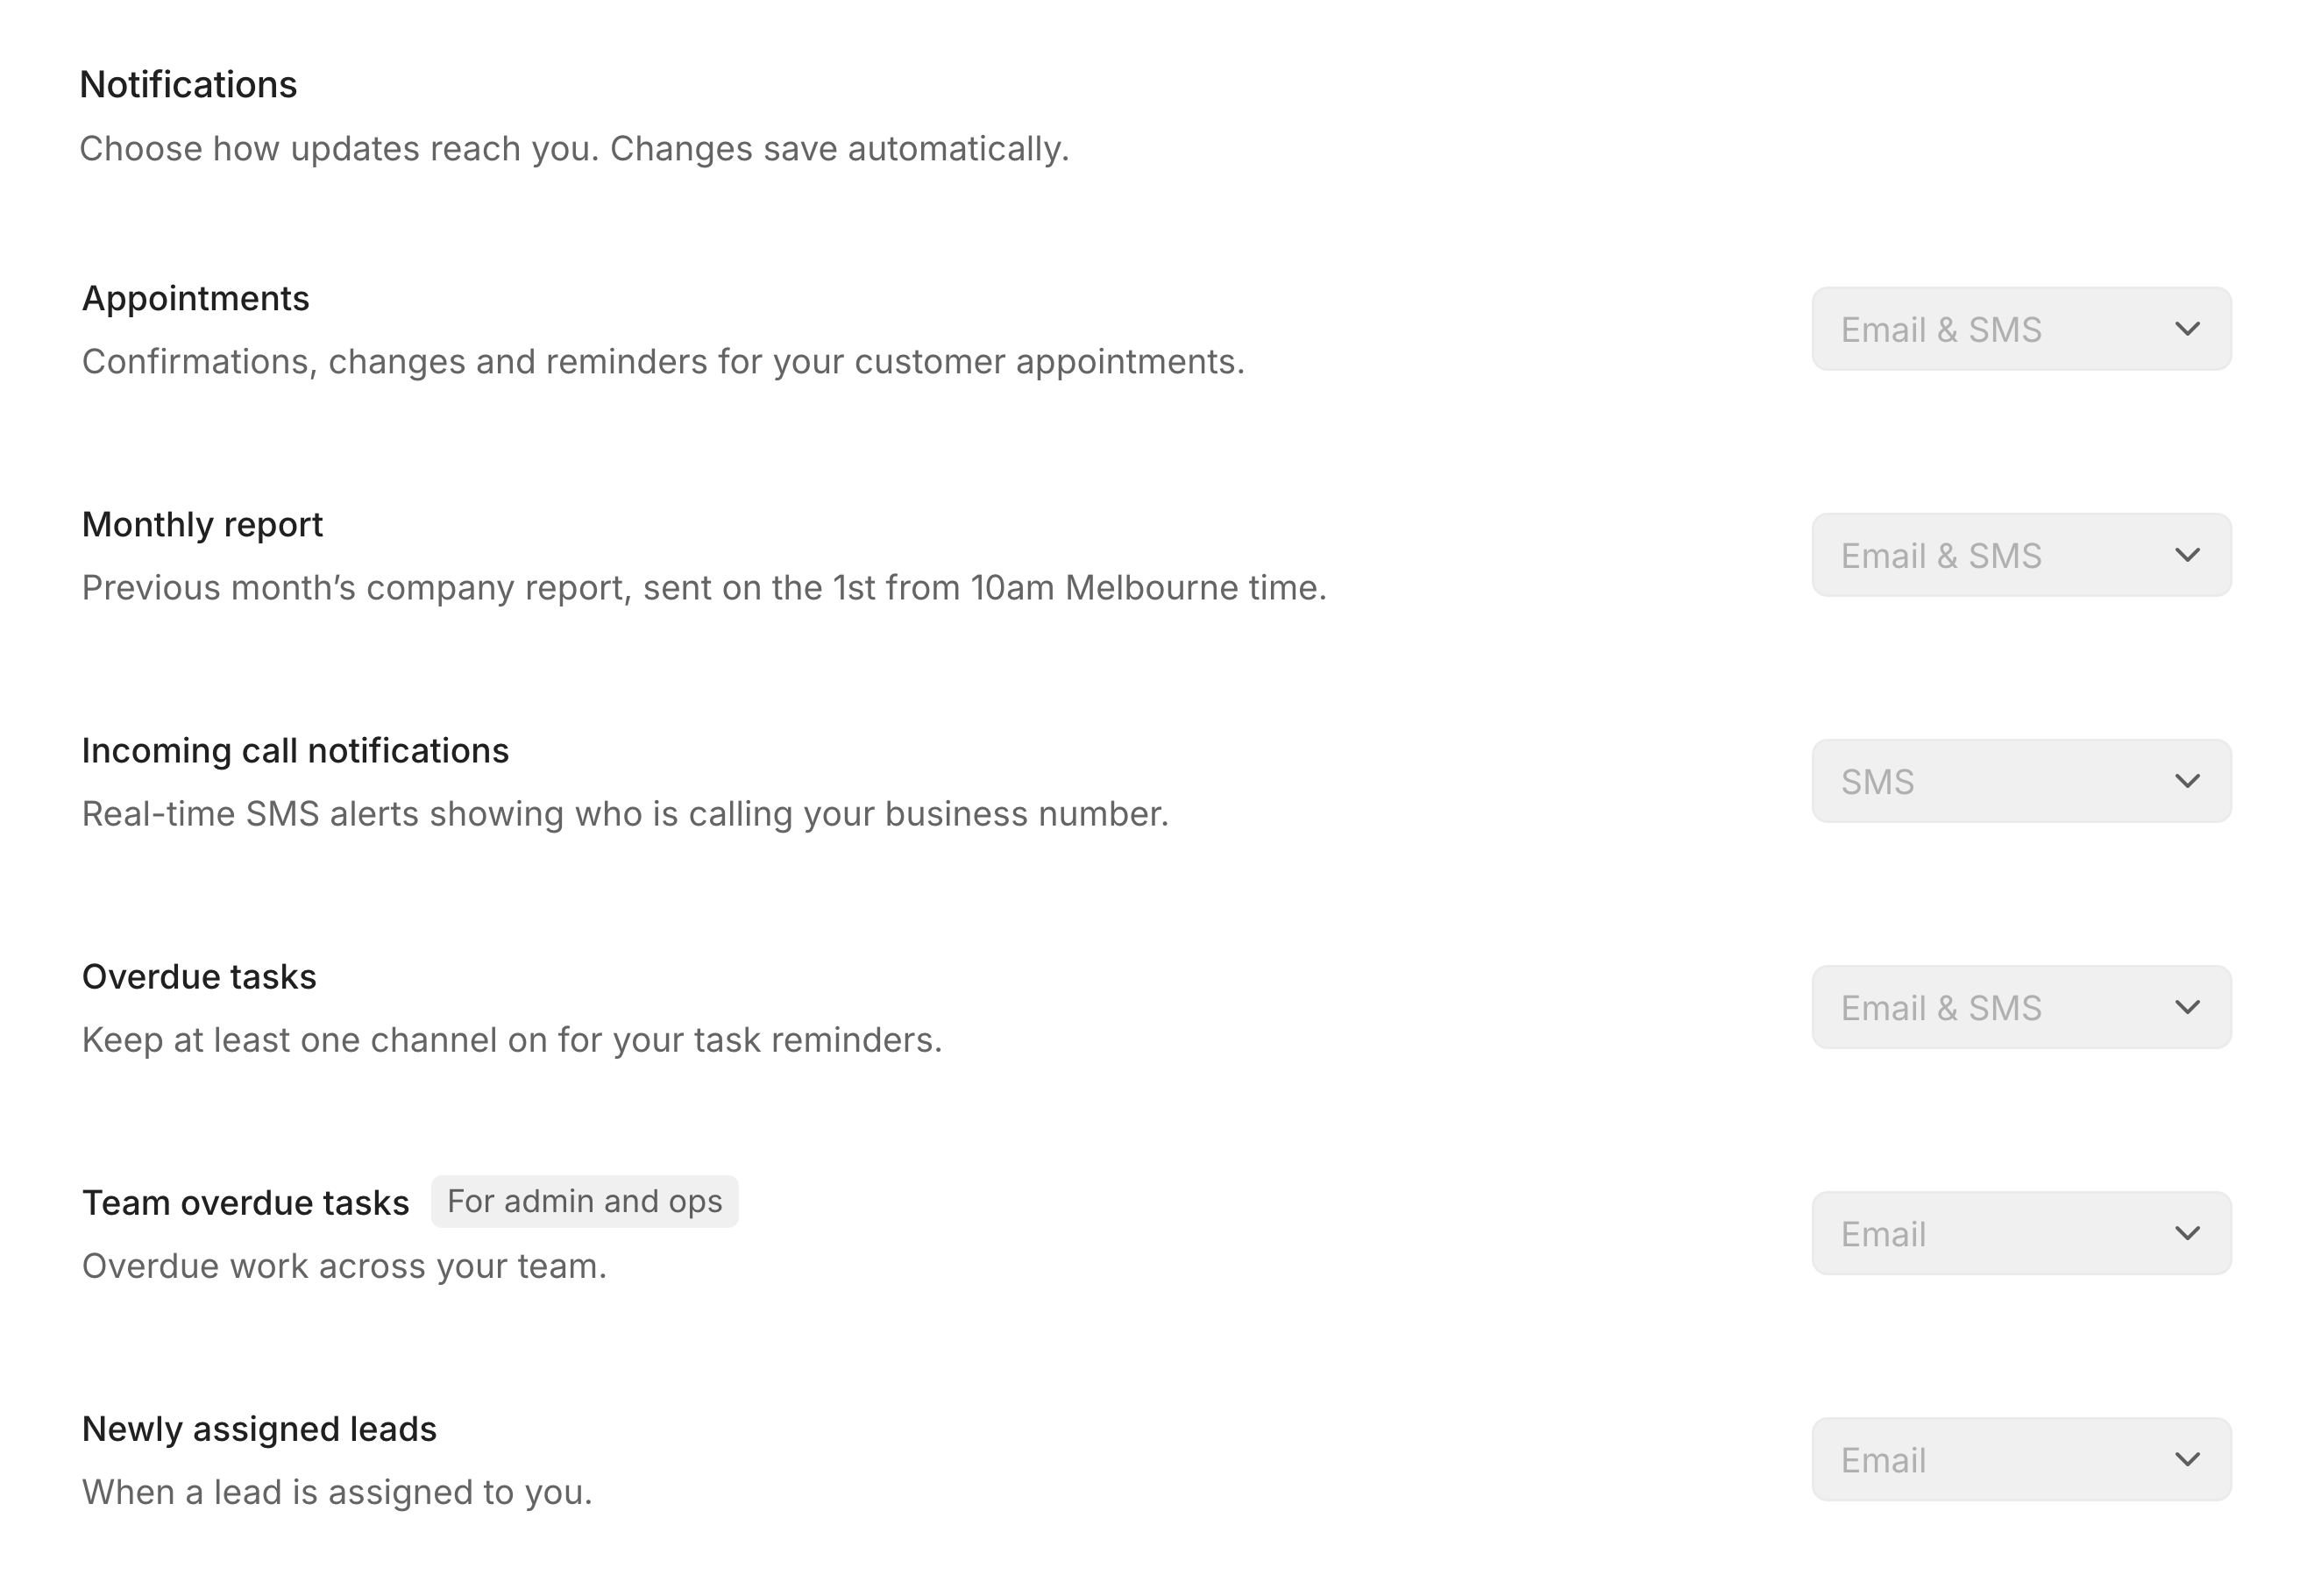 Notifications
Choose how updates reach you. Changes save automatically.
Appointments
Confirmations, changes and reminders for your customer appointments.
Email & SMS
Monthly report
Previous month’s company report, sent on the 1st from 10am Melbourne time.
Email & SMS
Incoming call notifications
Real-time SMS alerts showing who is calling your business number.
SMS
Overdue tasks
Keep at least one channel on for your task reminders.
Email & SMS
Team overdue tasks For admin and ops
Overdue work across your team.
Email
Newly assigned leads
When a lead is assigned to you.
Email